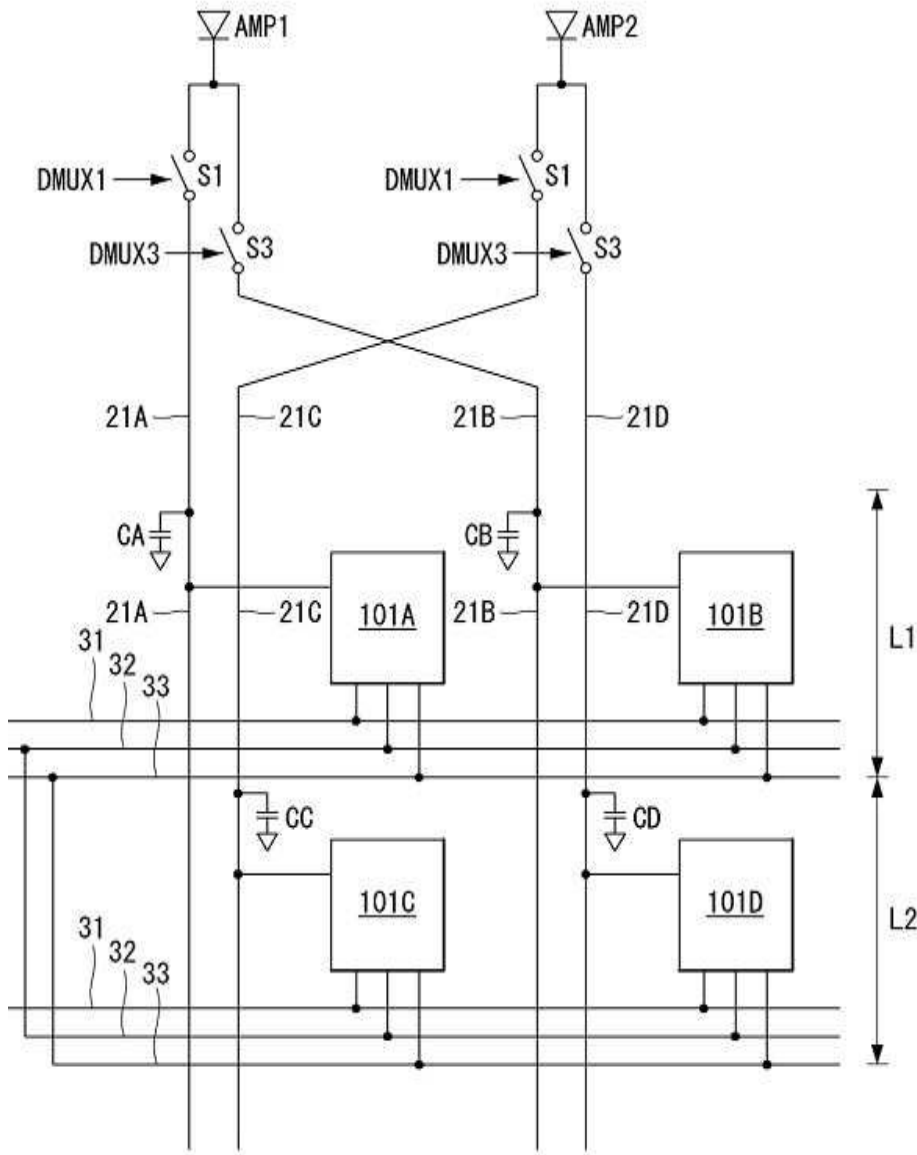 AMP1 AMP2
DMUX1 S1 DMUX1 S1
DMUX3 S3 DMUX3 S3
21A 21C 21B 21D
CA CB
101A 101B
21A 21C 21B 21D
L1
31
32
33
CC CD
101C 101D
L2
31
32
33